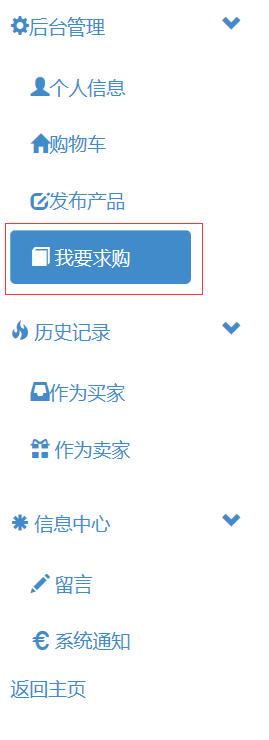 后台管理
个人信息
购物车
发布产品
我要求购
历史记录
作为买家
作为卖家
信息中心
留言
系统通知
返回主页